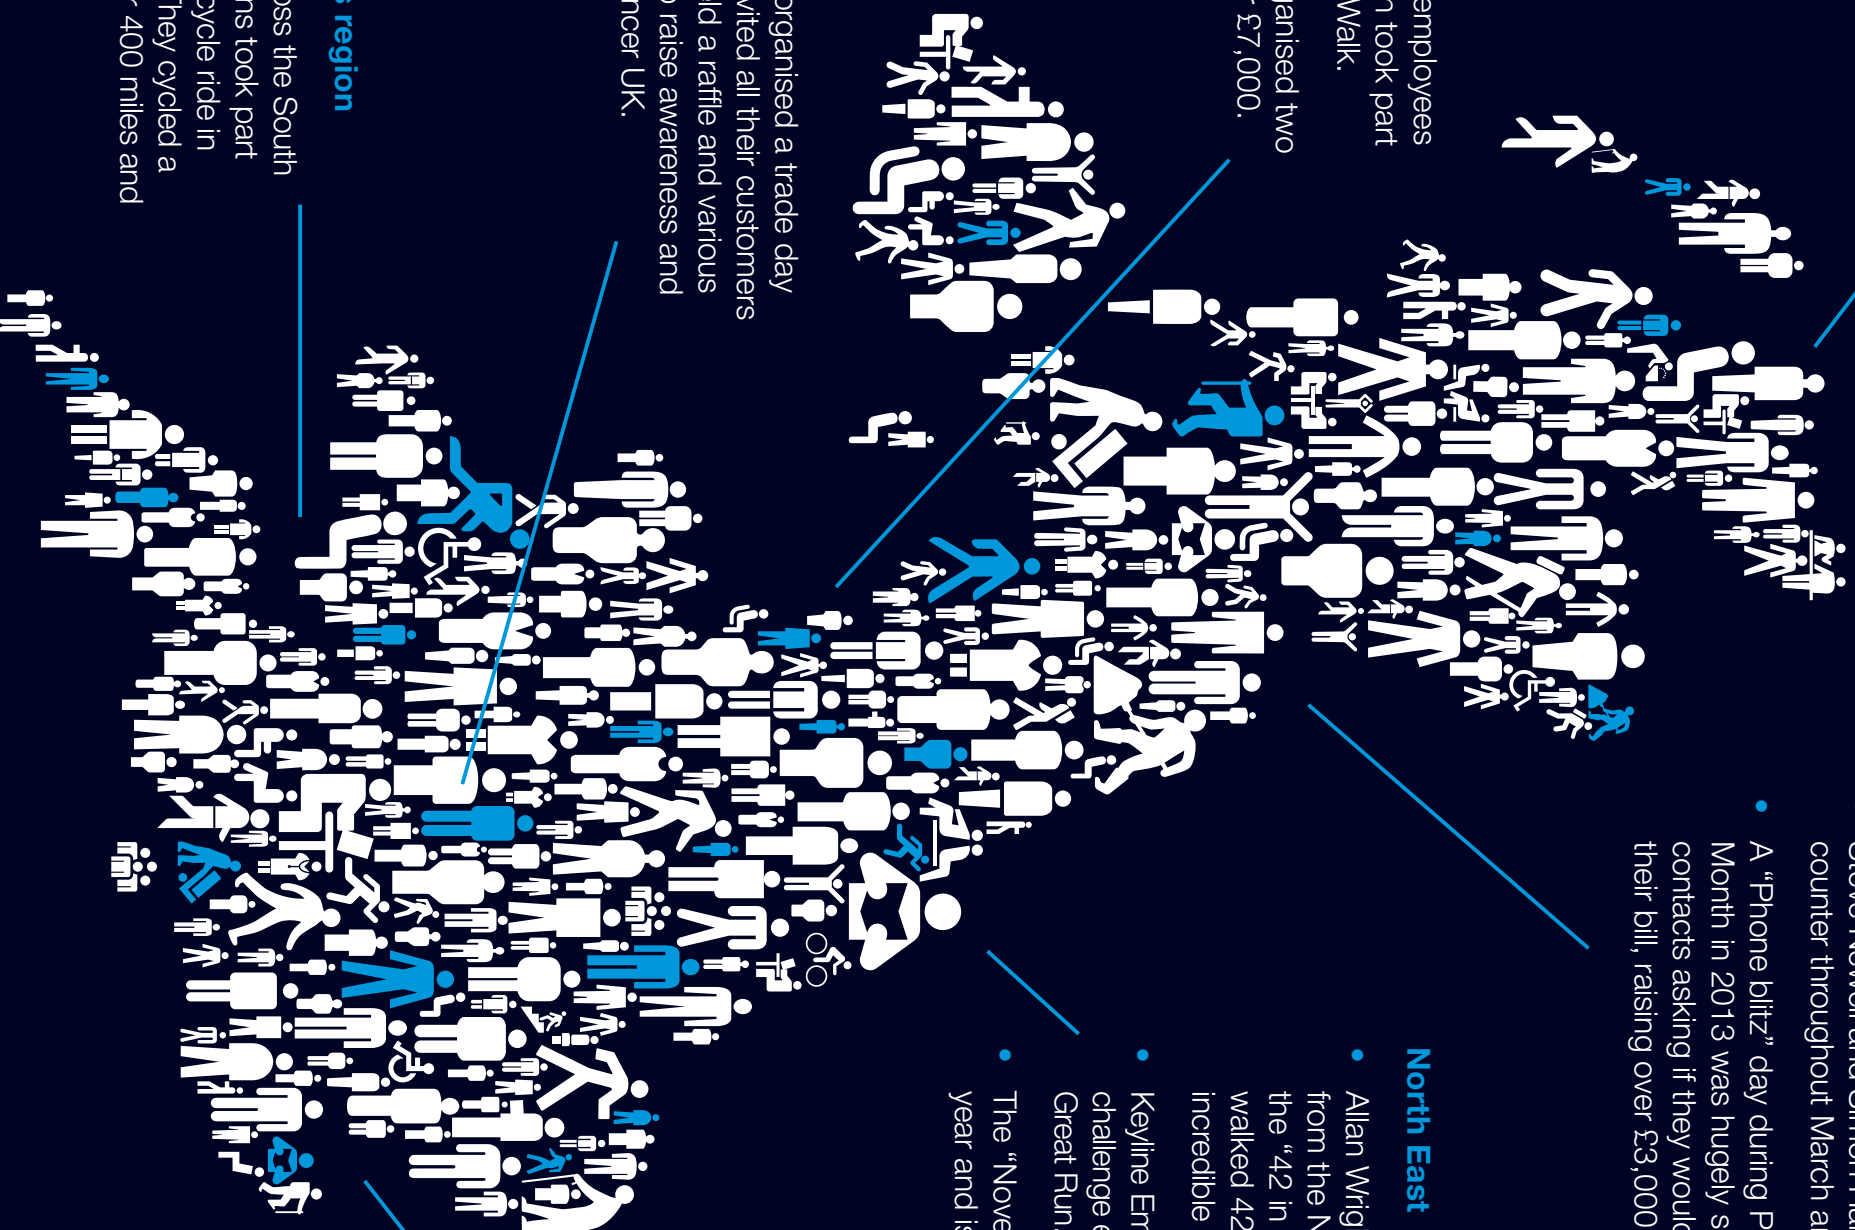 employees
n took part
Walk.
ganised two
r £7,000.
organised a trade day
vited all their customers
ld a raffle and various
o raise awareness and
ncer UK.
s region
oss the South
ns took part
cycle ride in
They cycled a
r 400 miles and
counter throughout March a
• A “Phone blitz” day during P
Month in 2013 was hugely s
contacts asking if they would
their bill, raising over £3,000
North East
• Allan Wrig
from the N
the “42 in
walked 42
incredible
• Keyline Em
challenge e
Great Run.
• The “Nove
year and is